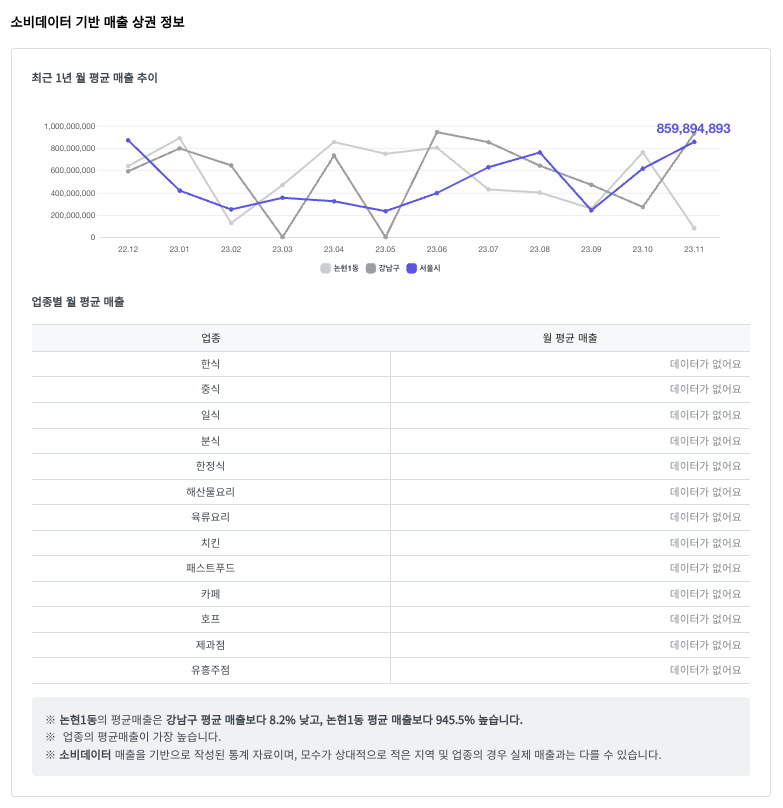 소비데이터 기반 매출 상권 정보
최근 1년 월 평균 매출 추이
859,894,893
1,000,000,000
800,000,000
600,000,000
400,000,000
200,000,000
0
22.12 23.01 23.02 23.03 23.04 23.05 23.06 23.07 23.08 23.09 23.10 23.11
논현1동 강남구 서울시
업종별 월 평균 매출
업종 월 평균 매출
한식 데이터가 없어요
중식 데이터가 없어요
일식 데이터가 없어요
분식 데이터가 없어요
한정식 데이터가 없어요
해산물요리 데이터가 없어요
육류요리 데이터가 없어요
치킨 데이터가 없어요
패스트푸드 데이터가 없어요
카페 데이터가 없어요
호프 데이터가 없어요
제과점 데이터가 없어요
유흥주점 데이터가 없어요
※ 논현1동의 평균매출은 강남구 평균 매출보다 8.2% 낮고, 논현1동 평균 매출보다 945.5% 높습니다.
※ 업종의 평균매출이 가장 높습니다.
※ 소비데이터 매출을 기반으로 작성된 통계 자료이며, 모수가 상대적으로 적은 지역 및 업종의 경우 실제 매출과는 다를 수 있습니다.